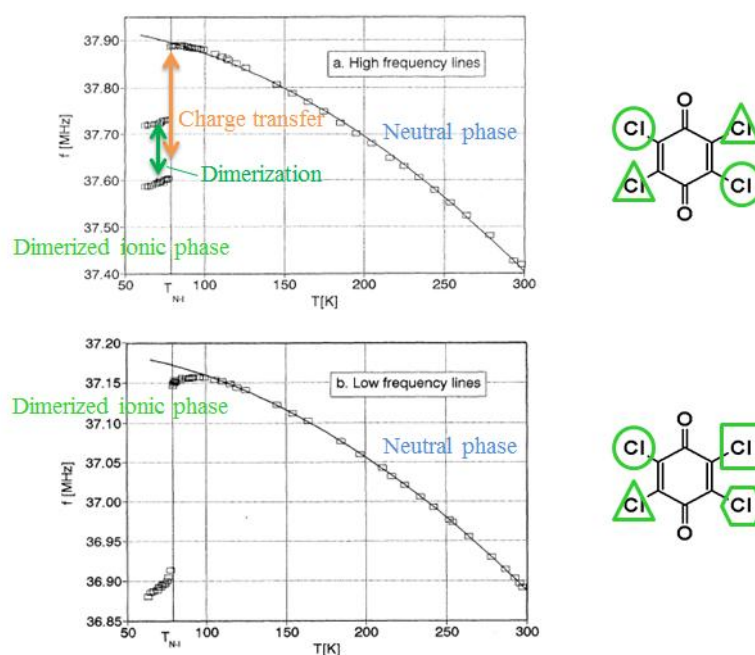 37.90
37.80
37.70
37.60
37.50
37.40
f [MHz]
a. High frequency lines
Charge transfer
Neutral phase
Dimerization
Dimerized ionic phase
50
T N-I
100
150
200
250
300
T[K]
O
Cl
Cl
Cl
Cl
O
37.20
37.15
37.10
37.05
37.00
36.95
36.90
36.85
f [MHz]
b. Low frequency lines
Dimerized ionic phase
Neutral phase
50
T N-I
100
150
200
250
300
T[K]
O
Cl
Cl
Cl
Cl
O